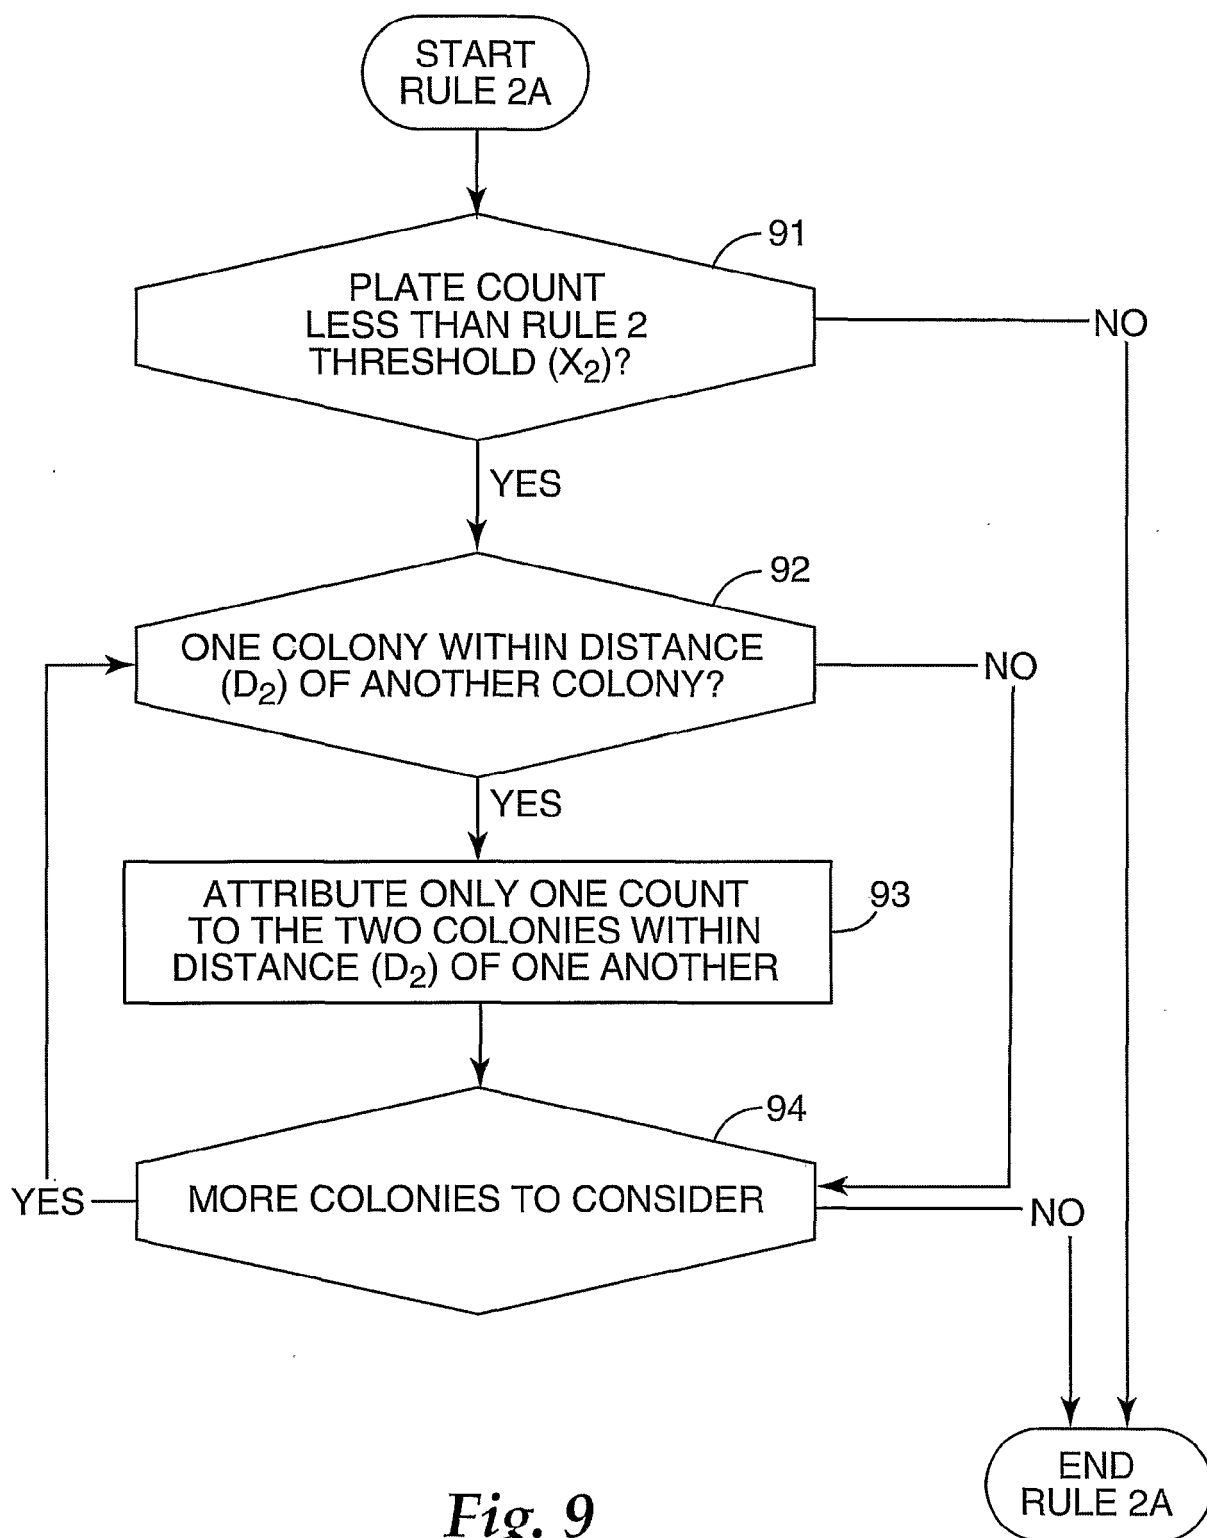 START
RULE 2A
91
PLATE COUNT
LESS THAN RULE 2
THRESHOLD (X₂)?
NO
YES
92
ONE COLONY WITHIN DISTANCE
(D₂) OF ANOTHER COLONY?
NO
YES
93
ATTRIBUTE ONLY ONE COUNT
TO THE TWO COLONIES WITHIN
DISTANCE (D₂) OF ONE ANOTHER
94
MORE COLONIES TO CONSIDER
YES
NO
END
RULE 2A
Fig. 9